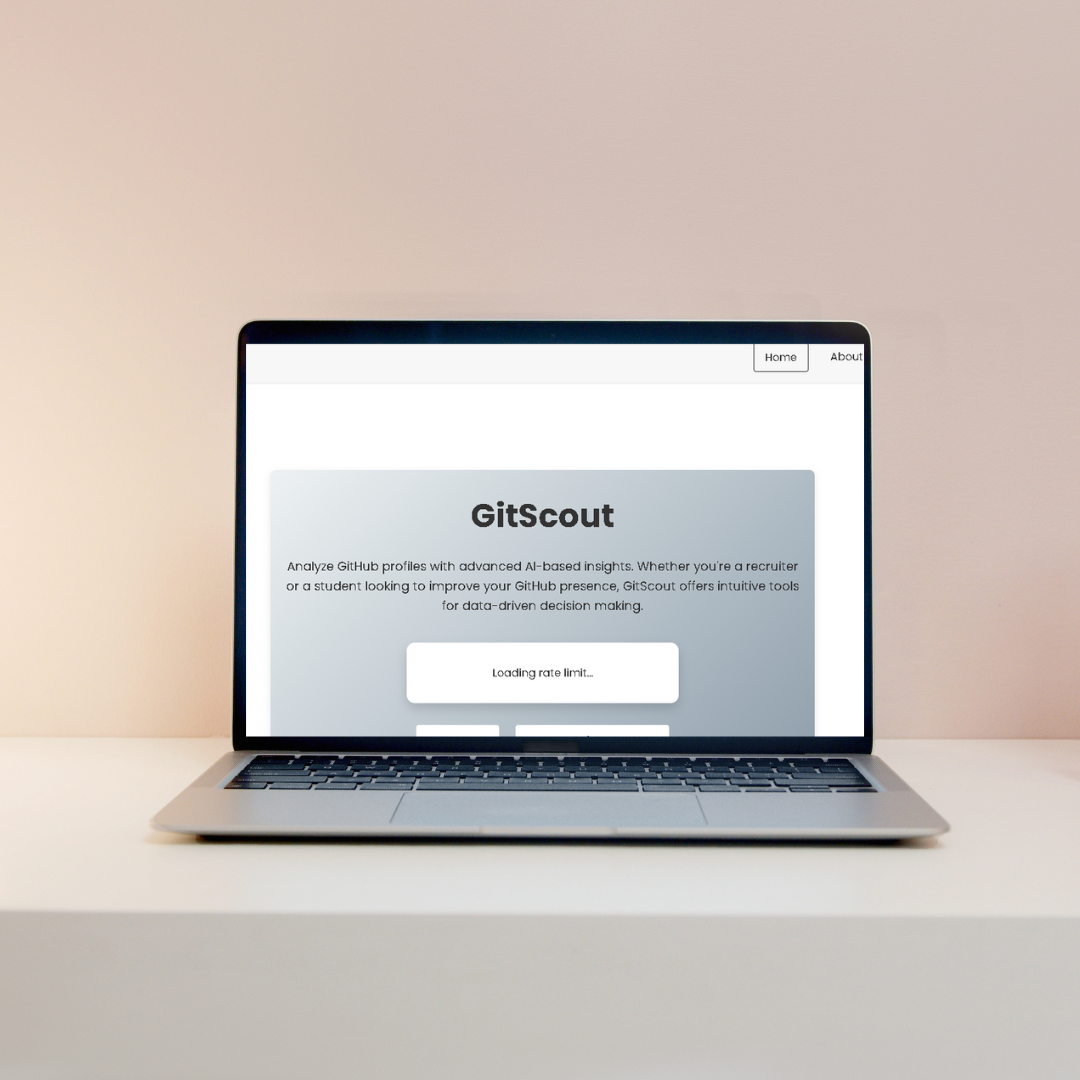 Home About
GitScout
Analyze GitHub profiles with advanced AI-based insights. Whether you're a recruiter
or a student looking to improve your GitHub presence, GitScout offers intuitive tools
for data-driven decision making.
Loading rate limit...